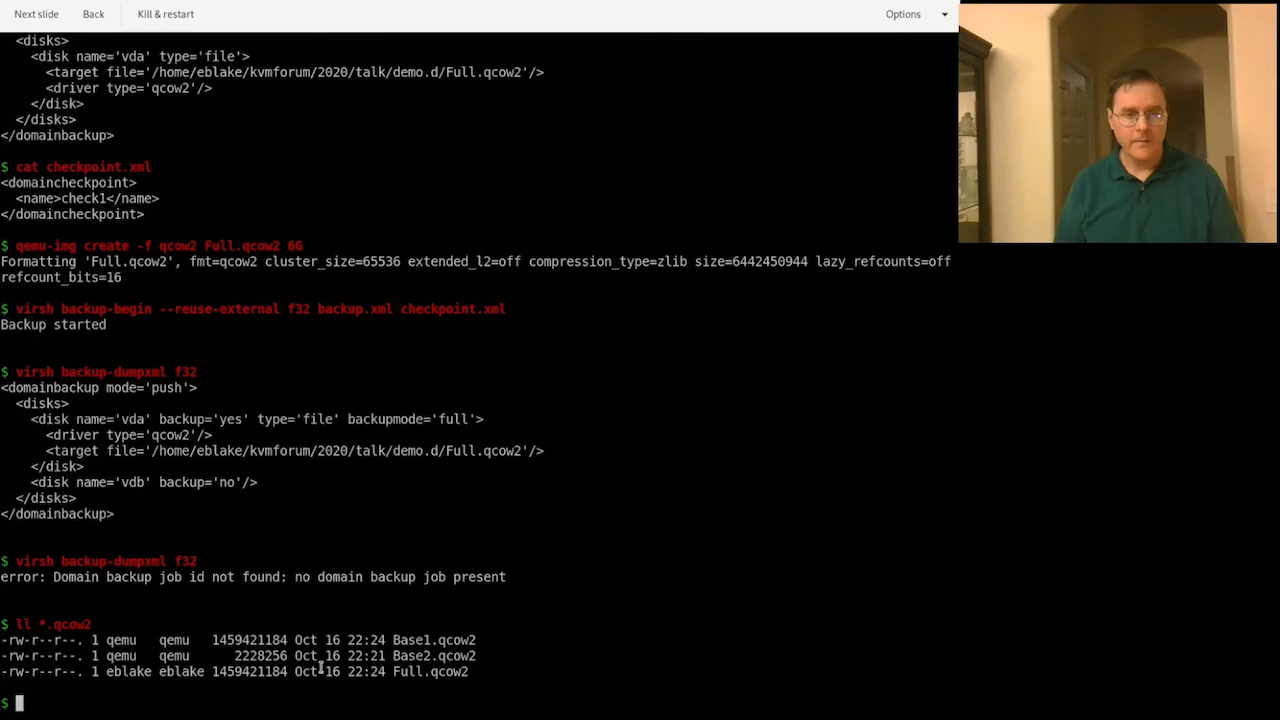 Next slide Back Kill & restart Options
<disks>
<disk name='vda' type='file'>
<target file='/home/eblake/kvmforum/2020/talk/demo.d/Full.qcow2'/>
<driver type='qcow2'/>
</disk>
</disks>
</domainbackup>
$ cat checkpoint.xml
<domaincheckpoint>
<name>check1</name>
</domaincheckpoint>
$ qemu-img create -f qcow2 Full.qcow2 6G
Formatting 'Full.qcow2', fmt=qcow2 cluster_size=65536 extended_l2=off compression_type=zlib size=6442450944 lazy_refcounts=off
refcount_bits=16
$ virsh backup-begin --reuse-external f32 backup.xml checkpoint.xml
Backup started
$ virsh backup-dumpxml f32
<domainbackup mode='push'>
<disks>
<disk name='vda' backup='yes' type='file' backupmode='full'>
<driver type='qcow2'/>
<target file='/home/eblake/kvmforum/2020/talk/demo.d/Full.qcow2'/>
</disk>
<disk name='vdb' backup='no'/>
</disks>
</domainbackup>
$ virsh backup-dumpxml f32
error: Domain backup job id not found: no domain backup job present
$ ll *.qcow2
-rw-r--r--. 1 qemu qemu 1459421184 Oct 16 22:24 Base1.qcow2
-rw-r--r--. 1 qemu qemu 2228256 Oct 16 22:21 Base2.qcow2
-rw-r--r--. 1 eblake eblake 1459421184 Oct 16 22:24 Full.qcow2
$